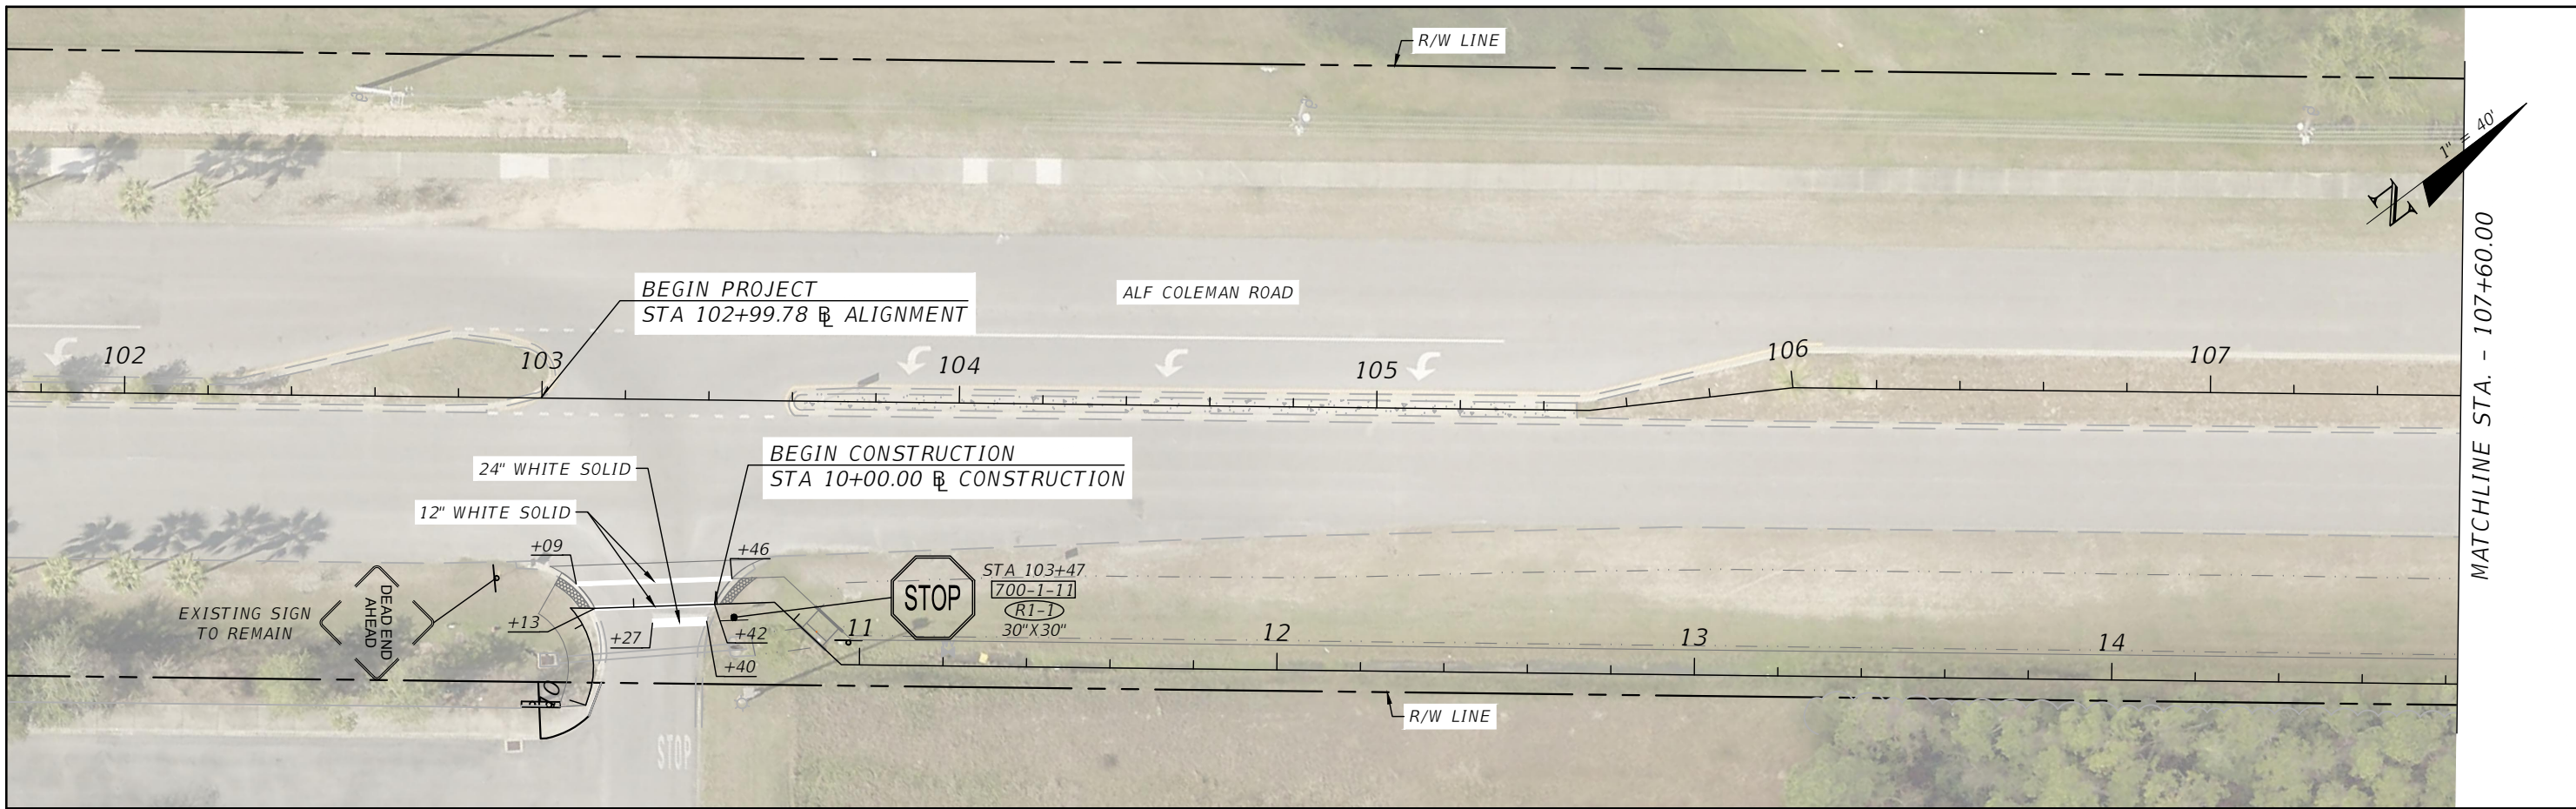 R/W LINE
1" = 40'
N
MATCHLINE STA. - 107+60.00
BEGIN PROJECT
STA 102+99.78 ⅊ ALIGNMENT
ALF COLEMAN ROAD
102
103
104
105
106
107
BEGIN CONSTRUCTION
STA 10+00.00 ⅊ CONSTRUCTION
24" WHITE SOLID
12" WHITE SOLID
+09
+46
EXISTING SIGN
TO REMAIN
DEAD END
AHEAD
STOP
STA 103+47
700-1-11
R1-1
30"X30"
+13
+27
+42
+40
10
11
12
13
14
R/W LINE
STOP